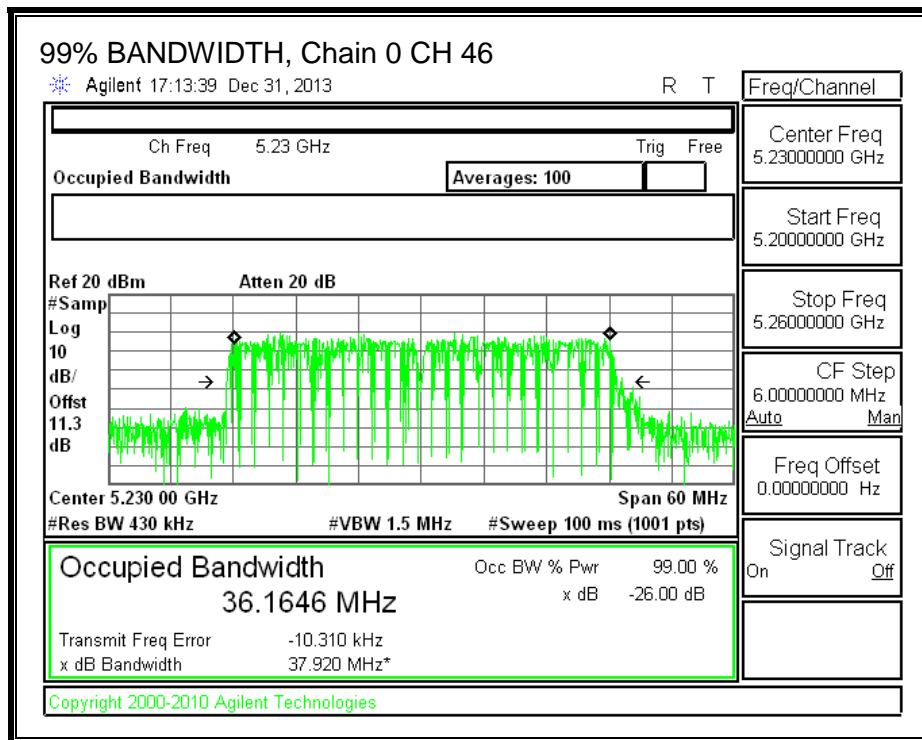 99% BANDWIDTH, Chain 0 CH 46
Agilent 17:13:39 Dec 31, 2013 R T
Freq/Channel
Ch Freq 5.23 GHz Trig Free
Occupied Bandwidth Averages: 100
Center Freq
5.23000000 GHz
Start Freq
5.20000000 GHz
Stop Freq
5.26000000 GHz
CF Step
6.00000000 MHz
Auto Man
Freq Offset
0.00000000 Hz
Signal Track
On Off
Ref 20 dBm Atten 20 dB
#Samp
Log
10
dB/
Offst
11.3
dB
Center 5.230 00 GHz Span 60 MHz
#Res BW 430 kHz #VBW 1.5 MHz #Sweep 100 ms (1001 pts)
Occupied Bandwidth Occ BW % Pwr 99.00 %
36.1646 MHz x dB -26.00 dB
Transmit Freq Error -10.310 kHz
x dB Bandwidth 37.920 MHz*
Copyright 2000-2010 Agilent Technologies